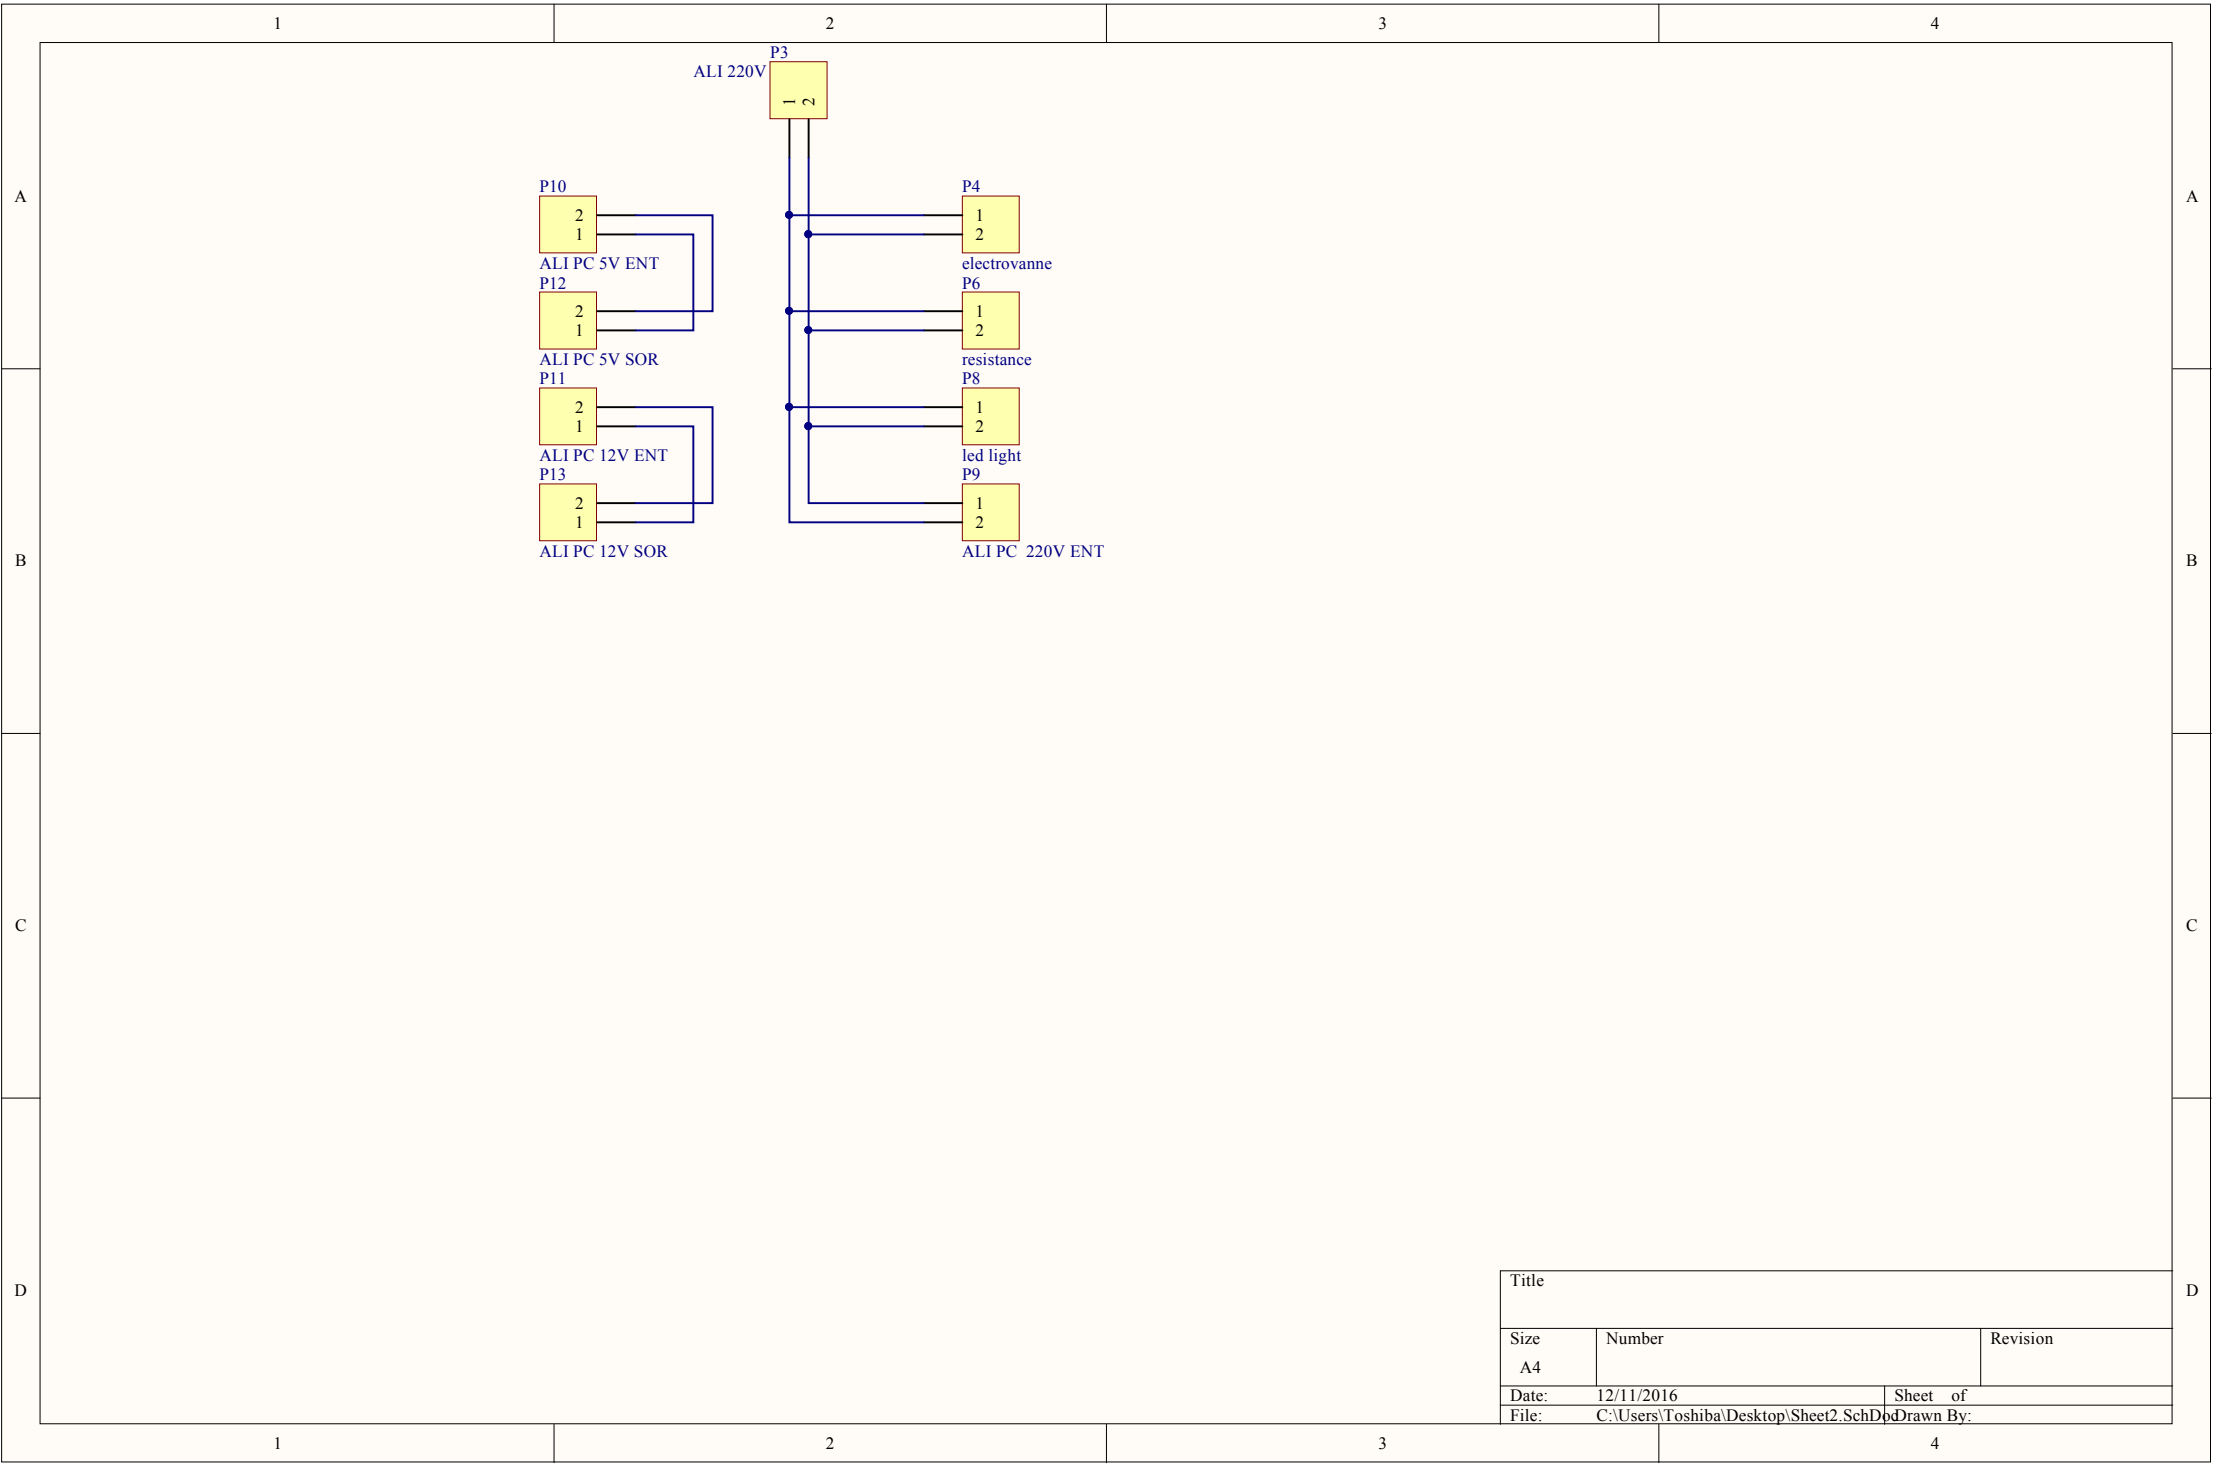 1 2 3 4
P3
ALI 220V
1 2
A A
P10
2
1
ALI PC 5V ENT
P12
2
1
ALI PC 5V SOR
P11
2
1
ALI PC 12V ENT
P13
2
1
ALI PC 12V SOR
P4
1
2
electrovanne
P6
1
2
resistance
P8
1
2
led light
P9
1
2
ALI PC  220V ENT
B B
C C
D D
Title
Size Number Revision
A4
Date: 12/11/2016 Sheet of
File: C:\Users\Toshiba\Desktop\Sheet2.SchDoc Drawn By:
1 2 3 4